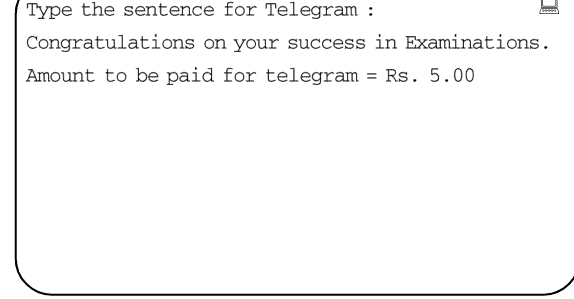 Type the sentence for Telegram :
Congratulations on your success in Examinations.
Amount to be paid for telegram = Rs. 5.00